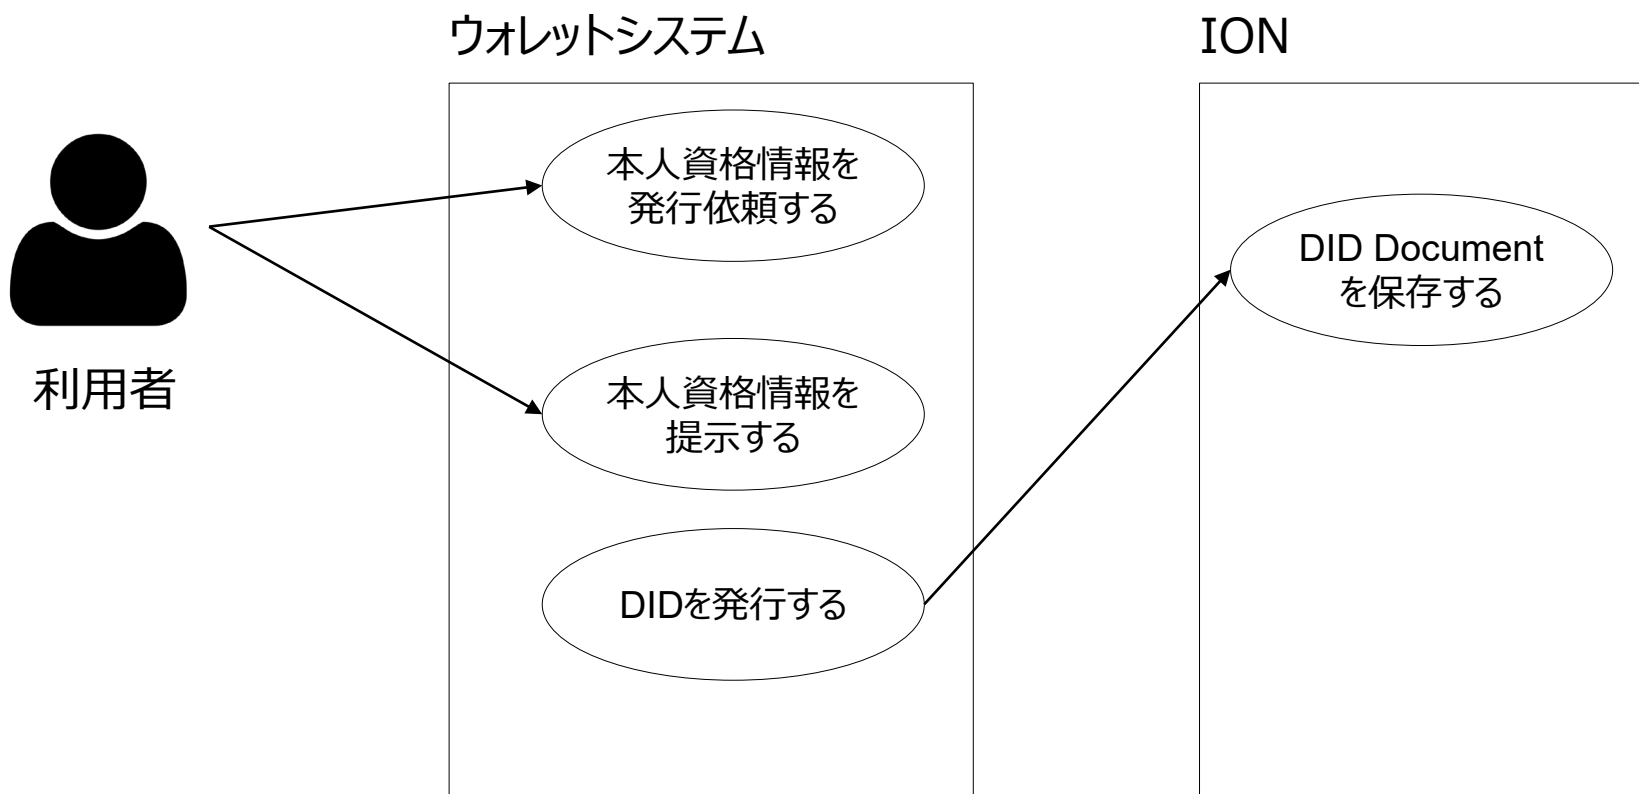 ウォレットシステム
ION
本人資格情報を
発行依頼する
DID Document
を保存する
利用者
本人資格情報を
提示する
DIDを発行する